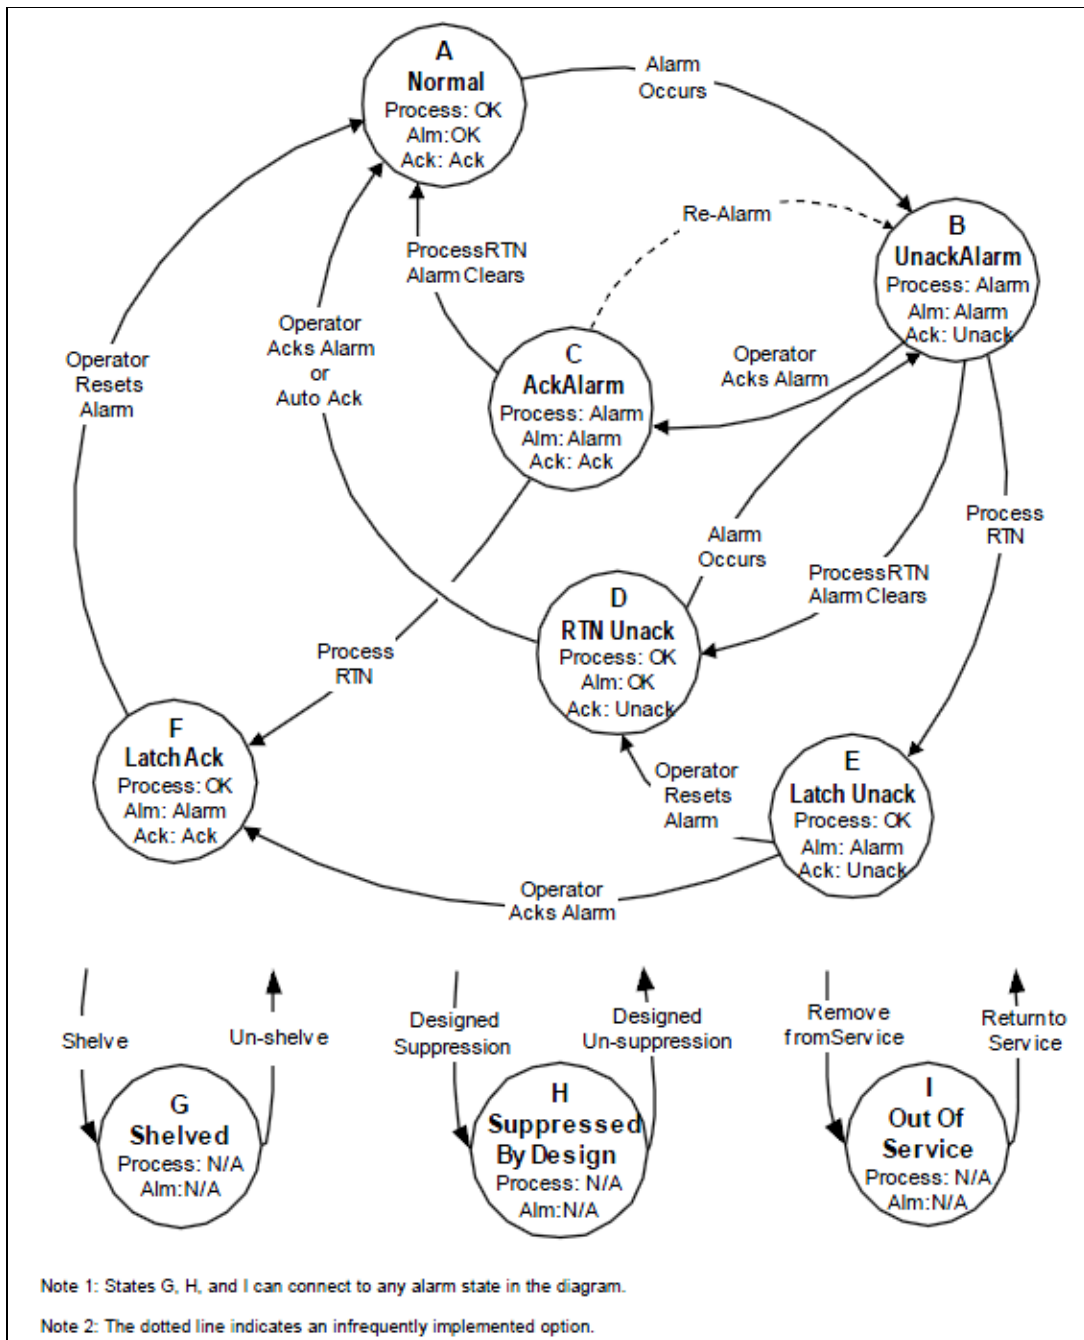 A
Normal
Process: OK
Alm:OK
Ack: Ack
Alarm
Occurs
Re-Alarm
B
UnackAlarm
Process: Alarm
Alm: Alarm
Ack: Unack
ProcessRTN
Alarm Clears
Operator
Acks Alarm
or
Auto Ack
Operator
Resets
Alarm
C
AckAlarm
Process: Alarm
Alm: Alarm
Ack: Ack
Operator
Acks Alarm
Alarm
Occurs
Process
RTN
ProcessRTN
Alarm Clears
D
RTN Unack
Process: OK
Alm: OK
Ack: Unack
Process
RTN
F
Latch Ack
Process: OK
Alm: Alarm
Ack: Ack
Operator
Resets
Alarm
E
Latch Unack
Process: OK
Alm: Alarm
Ack: Unack
Operator
Acks Alarm
Shelve
Un-shelve
Designed
Suppression
Designed
Un-suppression
Remove
fromService
Return to
Service
G
Shelved
Process: N/A
Alm:N/A
H
Suppressed
By Design
Process: N/A
Alm:N/A
I
Out Of
Service
Process: N/A
Alm:N/A
Note 1: States G, H, and I can connect to any alarm state in the diagram.
Note 2: The dotted line indicates an infrequently implemented option.